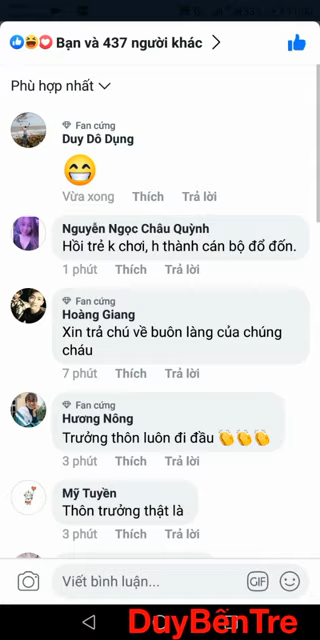 Bạn và 437 người khác
Phù hợp nhất
Fan cứng
Duy Dô Dụng
😁
Vừa xong Thích Trả lời
Nguyễn Ngọc Châu Quỳnh
Hồi trẻ k chơi, h thành cán bộ đổ đốn.
1 phút Thích Trả lời
Fan cứng
Hoàng Giang
Xin trả chú về buôn làng của chúng
cháu
7 phút Thích Trả lời
Fan cứng
Hương Nông
Trưởng thôn luôn đi đầu 👏👏👏
3 phút Thích Trả lời
Mỹ Tuyền
Thôn trưởng thật là
3 phút Thích Trả lời
Viết bình luận...
GIF
DuyBếnTre